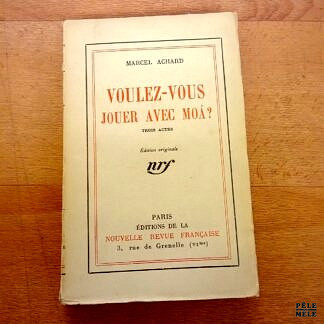 MARCEL ACHARD
VOULEZ-VOUS
JOUER AVEC MOÂ?
TROIS ACTES
Édition originale
nrf
PARIS
ÉDITIONS DE LA
NOUVELLE REVUE FRANÇAISE
3, rue de Grenelle (VIme)
PÊLE
MÊLE